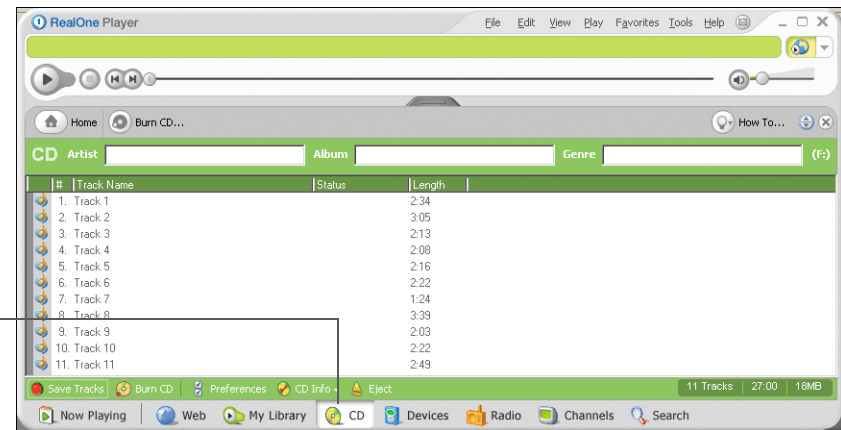 RealOne Player File Edit View Play Favorites Tools Help
Home Burn CD... How To...
CD Artist Album Genre (F:)
# Track Name Status Length
1. Track 1 2:34
2. Track 2 3:05
3. Track 3 2:13
4. Track 4 2:08
5. Track 5 2:16
6. Track 6 2:22
7. Track 7 1:24
8. Track 8 3:39
9. Track 9 2:03
10. Track 10 2:22
11. Track 11 2:49
Save Tracks Burn CD Preferences CD Info Eject 11 Tracks 27:00 18MB
Now Playing Web My Library CD Devices Radio Channels Search